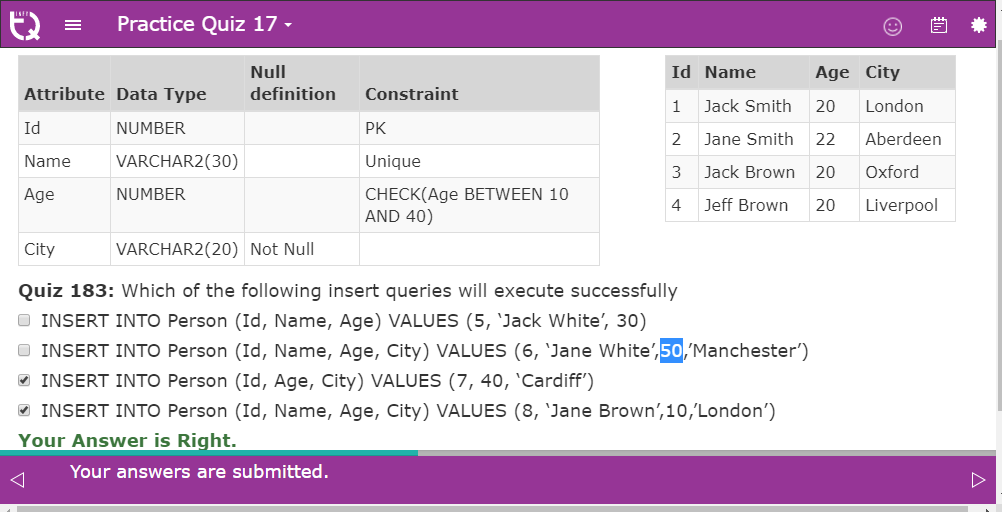 INFY
TQ
Practice Quiz 17
Attribute Data Type Null definition Constraint
Id NUMBER PK
Name VARCHAR2(30) Unique
Age NUMBER CHECK(Age BETWEEN 10 AND 40)
City VARCHAR2(20) Not Null
Id Name Age City
1 Jack Smith 20 London
2 Jane Smith 22 Aberdeen
3 Jack Brown 20 Oxford
4 Jeff Brown 20 Liverpool
Quiz 183: Which of the following insert queries will execute successfully
INSERT INTO Person (Id, Name, Age) VALUES (5, ‘Jack White’, 30)
INSERT INTO Person (Id, Name, Age, City) VALUES (6, ‘Jane White’,50,’Manchester’)
INSERT INTO Person (Id, Age, City) VALUES (7, 40, ‘Cardiff’)
INSERT INTO Person (Id, Name, Age, City) VALUES (8, ‘Jane Brown’,10,’London’)
Your Answer is Right.
Your answers are submitted.